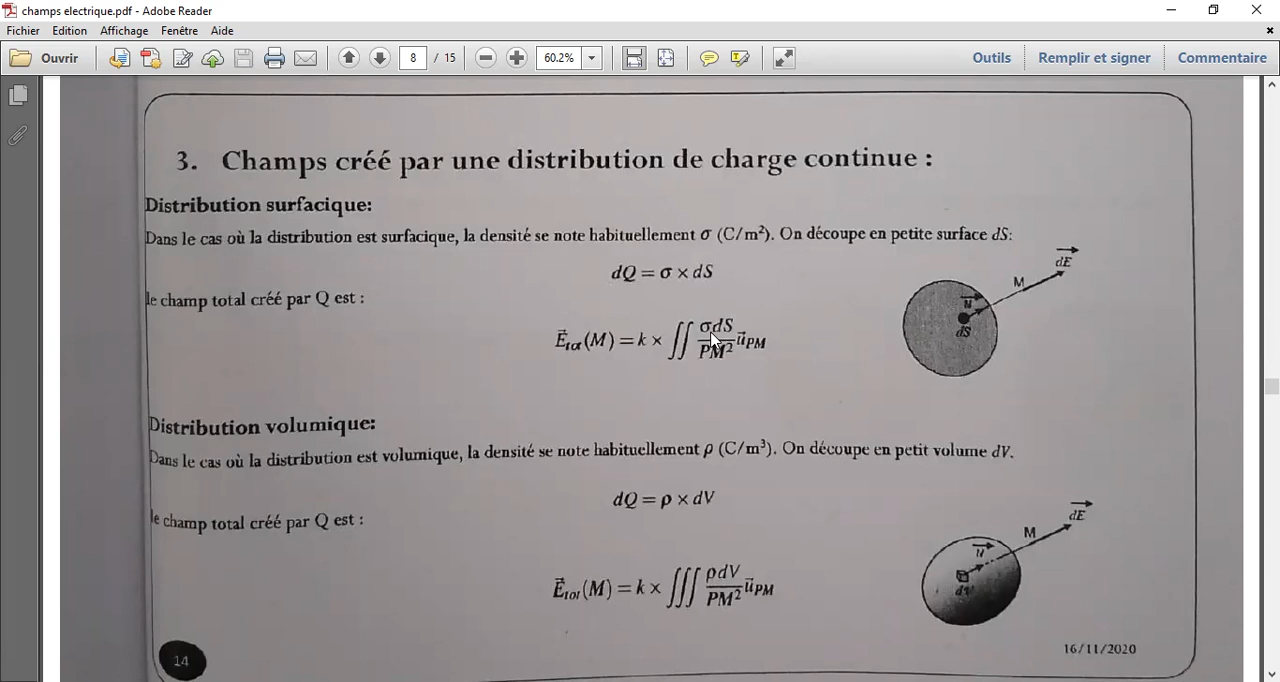 champs electrique.pdf - Adobe Reader
Fichier Edition Affichage Fenêtre Aide
Ouvrir 8 / 15 60.2% Outils Remplir et signer Commentaire
3. Champs créé par une distribution de charge continue :
Distribution surfacique:
Dans le cas où la distribution est surfacique, la densité se note habituellement σ (C/m²). On découpe en petite surface dS:
dQ = σ × dS
le champ total créé par Q est :
E⃗tot(M) = k × ∬ σdS/PM² u⃗PM
dE
M
u
dS
Distribution volumique:
Dans le cas où la distribution est volumique, la densité se note habituellement ρ (C/m³). On découpe en petit volume dV.
dQ = ρ × dV
le champ total créé par Q est :
E⃗tot(M) = k × ∭ ρdV/PM² u⃗PM
dE
M
u
dV
14
16/11/2020